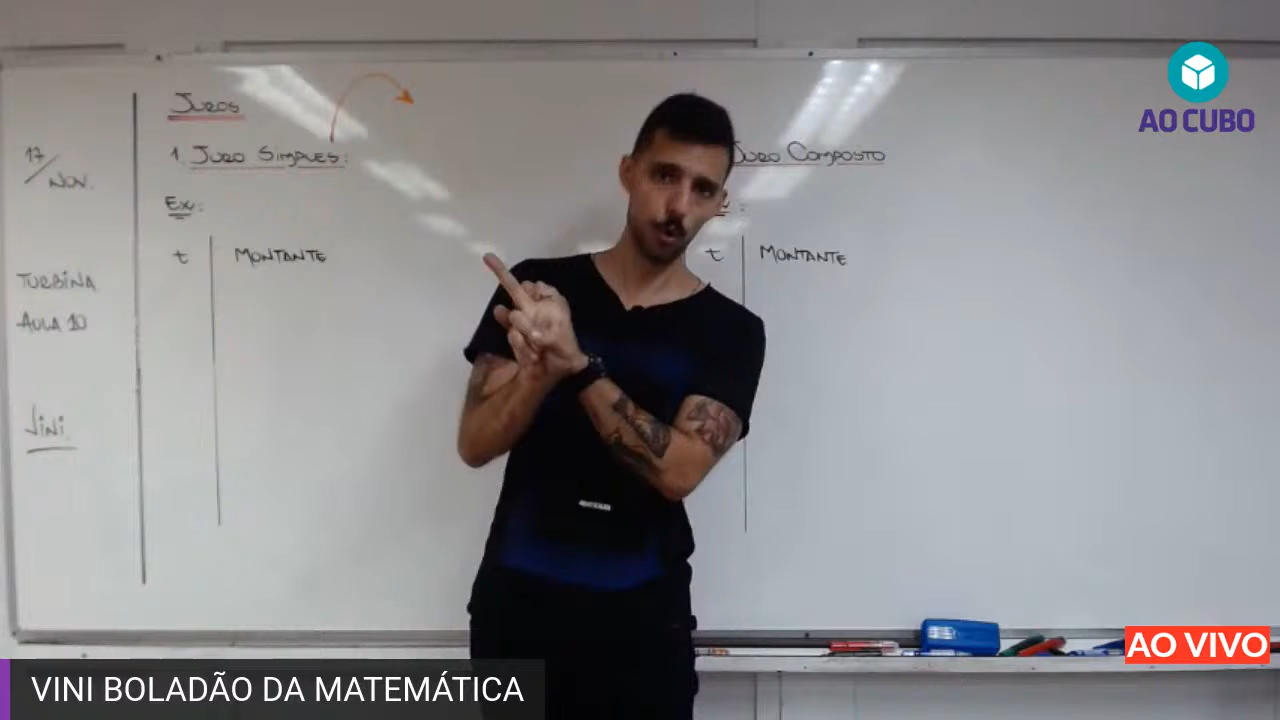 17/NOV.
TURBINA
AULA 10
Vini
JUROS
1. JURO SIMPLES:
Ex:
t MONTANTE
JURO COMPOSTO
:
t MONTANTE
AO CUBO
AO VIVO
VINI BOLADÃO DA MATEMÁTICA